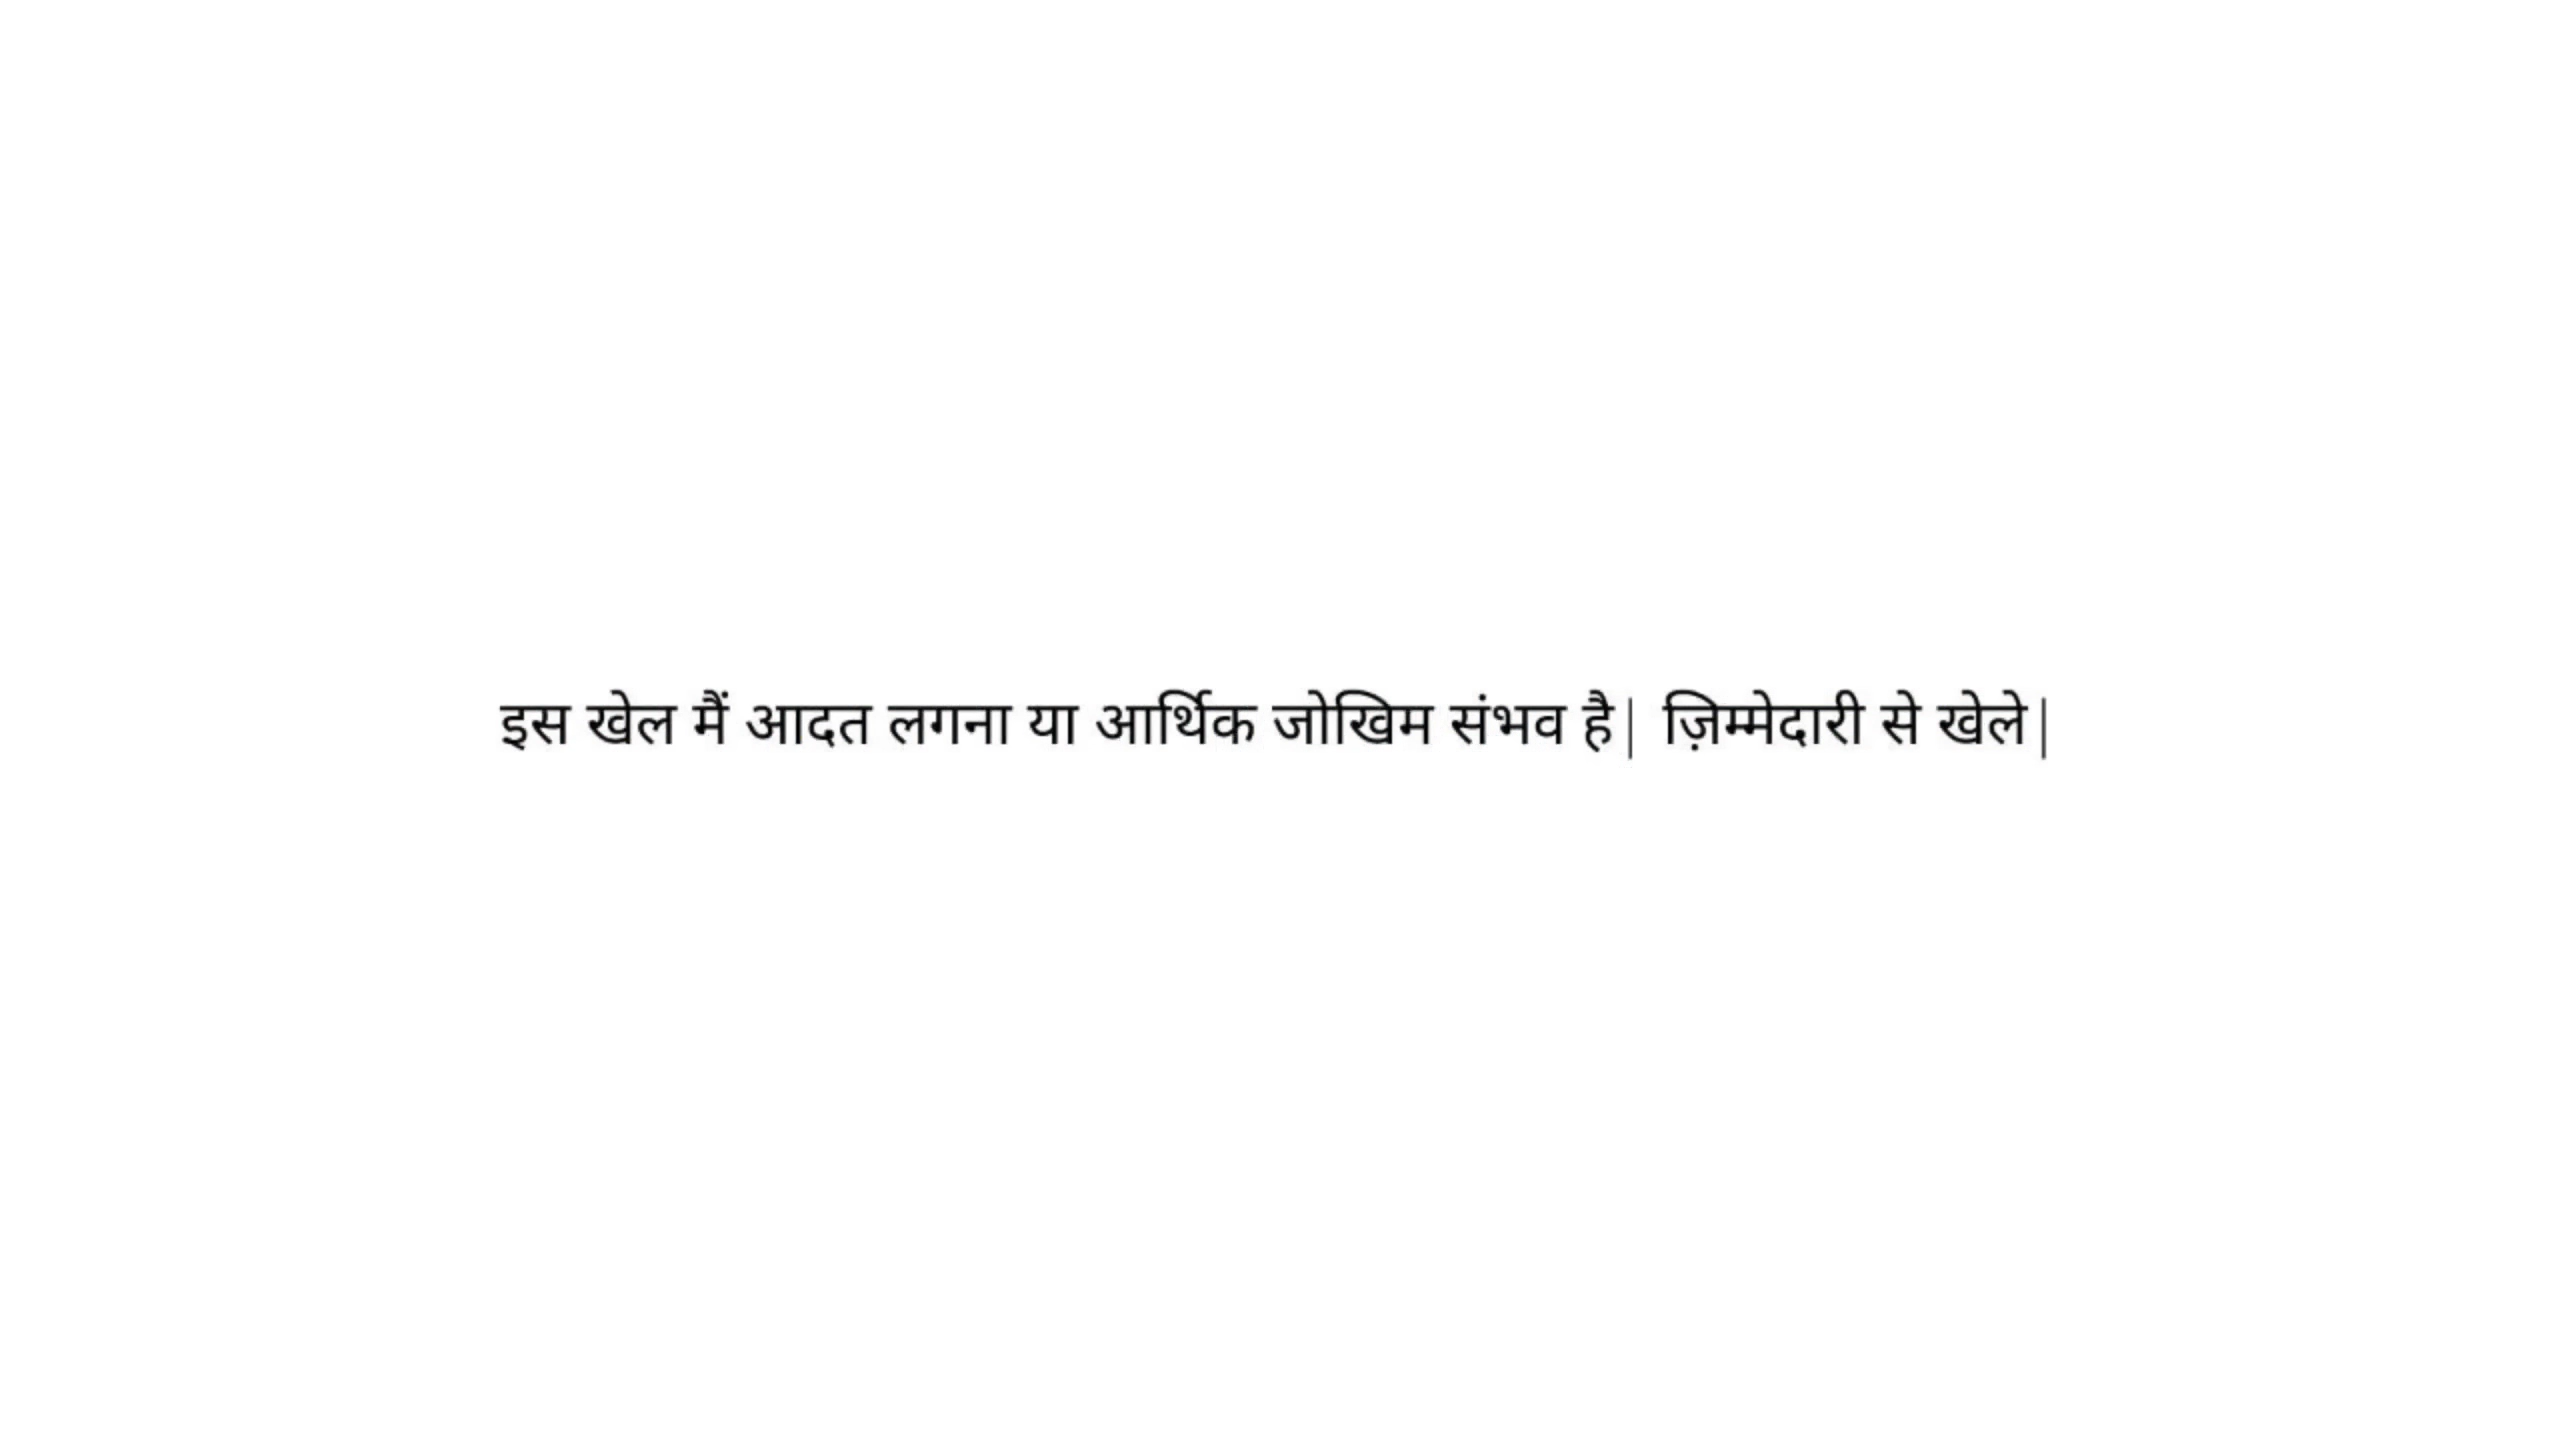 इस खेल मैं आदत लगना या आर्थिक जोखिम संभव है| ज़िम्मेदारी से खेले|